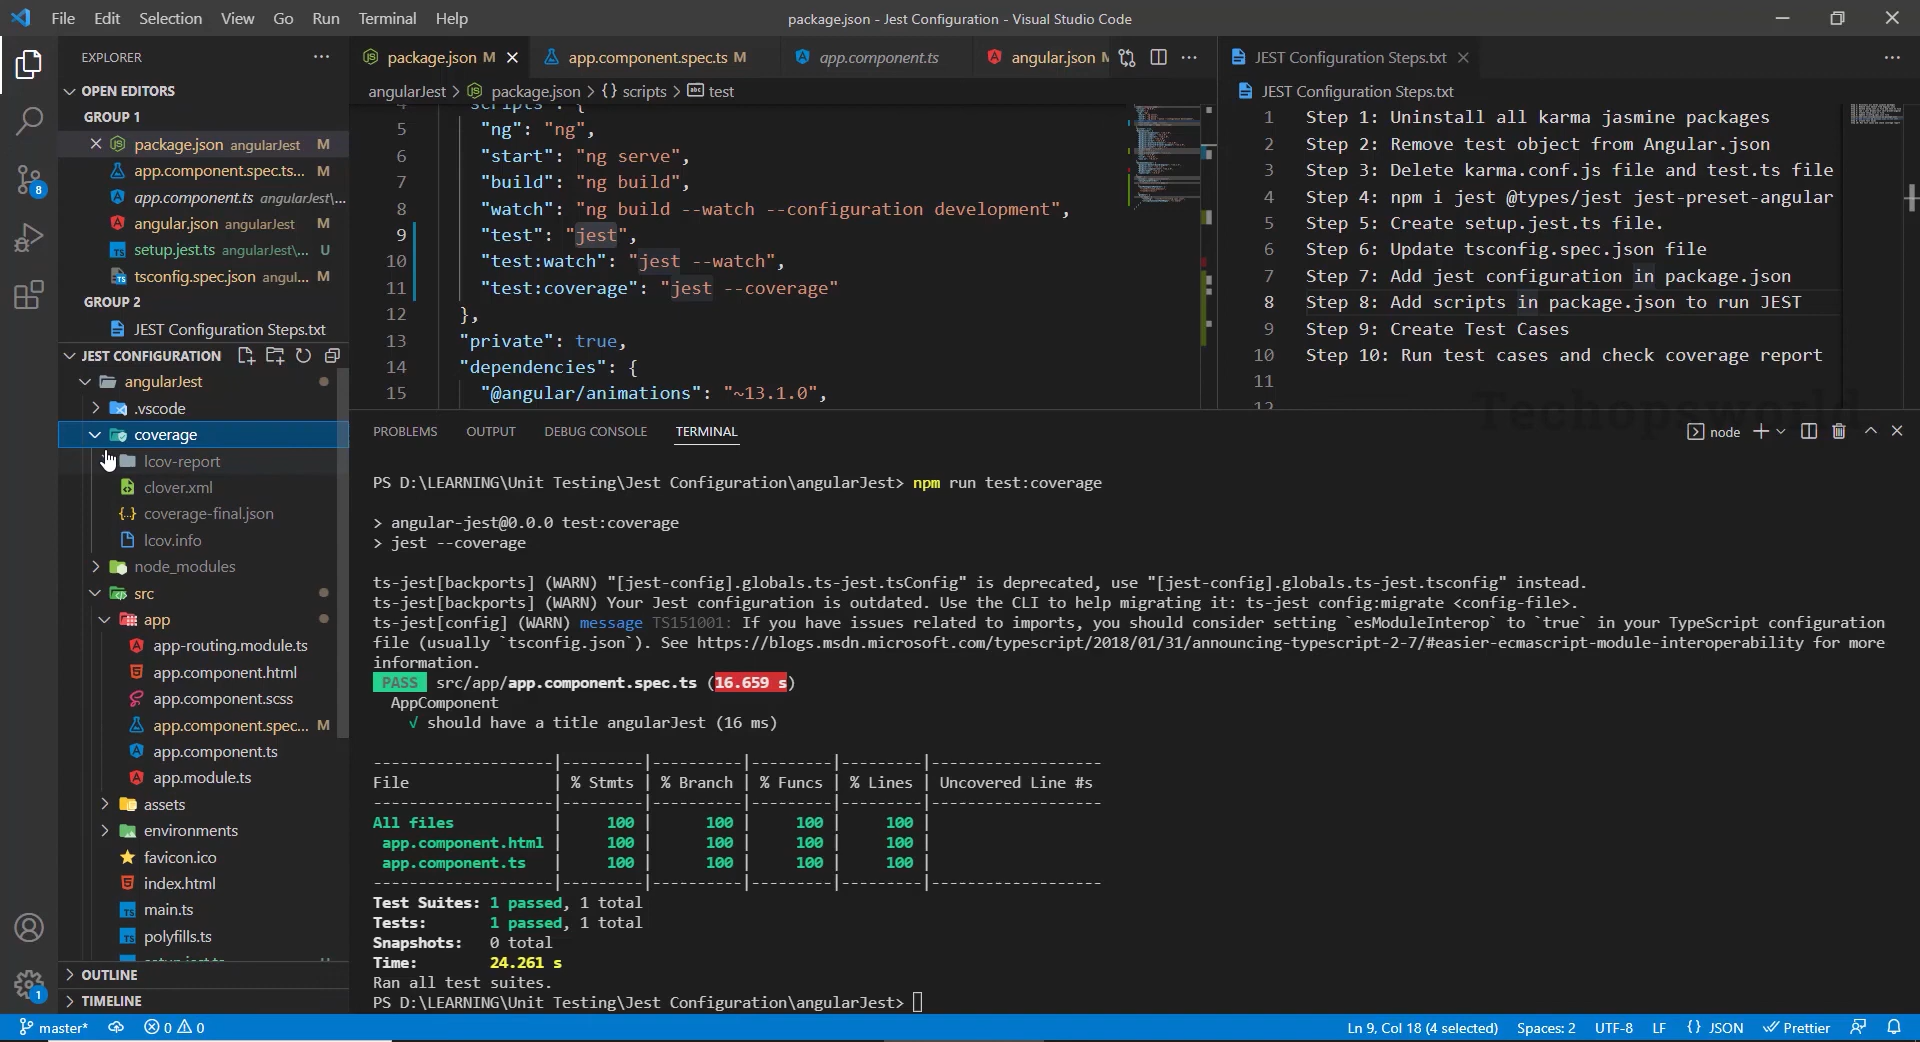 File Edit Selection View Go Run Terminal Help
package.json - Jest Configuration - Visual Studio Code
EXPLORER
OPEN EDITORS
GROUP 1
package.json angularJest M
app.component.spec.ts... M
app.component.ts angularJest\...
angular.json angularJest M
setup.jest.ts angularJest\... U
tsconfig.spec.json angul... M
GROUP 2
JEST Configuration Steps.txt
JEST CONFIGURATION
angularJest
.vscode
coverage
lcov-report
clover.xml
coverage-final.json
lcov.info
node_modules
src
app
app-routing.module.ts
app.component.html
app.component.scss
app.component.spec... M
app.component.ts
app.module.ts
assets
environments
favicon.ico
index.html
main.ts
polyfills.ts
setup.jest.ts U
OUTLINE
TIMELINE
8
1
package.json M
app.component.spec.ts M
app.component.ts
angular.json M
angularJest > package.json > {} scripts > abc test
4 "scripts": {
5 "ng": "ng",
6 "start": "ng serve",
7 "build": "ng build",
8 "watch": "ng build --watch --configuration development",
9 "test": "jest",
10 "test:watch": "jest --watch",
11 "test:coverage": "jest --coverage"
12 },
13 "private": true,
14 "dependencies": {
15 "@angular/animations": "~13.1.0",
JEST Configuration Steps.txt
JEST Configuration Steps.txt
1 Step 1: Uninstall all karma jasmine packages
2 Step 2: Remove test object from Angular.json
3 Step 3: Delete karma.conf.js file and test.ts file
4 Step 4: npm i jest @types/jest jest-preset-angular
5 Step 5: Create setup.jest.ts file.
6 Step 6: Update tsconfig.spec.json file
7 Step 7: Add jest configuration in package.json
8 Step 8: Add scripts in package.json to run JEST
9 Step 9: Create Test Cases
10 Step 10: Run test cases and check coverage report
11
12
Techopsworld
PROBLEMS OUTPUT DEBUG CONSOLE TERMINAL
node
PS D:\LEARNING\Unit Testing\Jest Configuration\angularJest> npm run test:coverage
> angular-jest@0.0.0 test:coverage
> jest --coverage
ts-jest[backports] (WARN) "[jest-config].globals.ts-jest.tsConfig" is deprecated, use "[jest-config].globals.ts-jest.tsconfig" instead.
ts-jest[backports] (WARN) Your Jest configuration is outdated. Use the CLI to help migrating it: ts-jest config:migrate <config-file>.
ts-jest[config] (WARN) message TS151001: If you have issues related to imports, you should consider setting `esModuleInterop` to `true` in your TypeScript configuration
file (usually `tsconfig.json`). See https://blogs.msdn.microsoft.com/typescript/2018/01/31/announcing-typescript-2-7/#easier-ecmascript-module-interoperability for more
information.
PASS src/app/app.component.spec.ts (16.659 s)
AppComponent
√ should have a title angularJest (16 ms)
--------------------|---------|----------|---------|---------|-------------------
File | % Stmts | % Branch | % Funcs | % Lines | Uncovered Line #s
--------------------|---------|----------|---------|---------|-------------------
All files | 100 | 100 | 100 | 100 |
app.component.html | 100 | 100 | 100 | 100 |
app.component.ts | 100 | 100 | 100 | 100 |
--------------------|---------|----------|---------|---------|-------------------
Test Suites: 1 passed, 1 total
Tests: 1 passed, 1 total
Snapshots: 0 total
Time: 24.261 s
Ran all test suites.
PS D:\LEARNING\Unit Testing\Jest Configuration\angularJest>
master* 0 0 Ln 9, Col 18 (4 selected) Spaces: 2 UTF-8 LF {} JSON Prettier